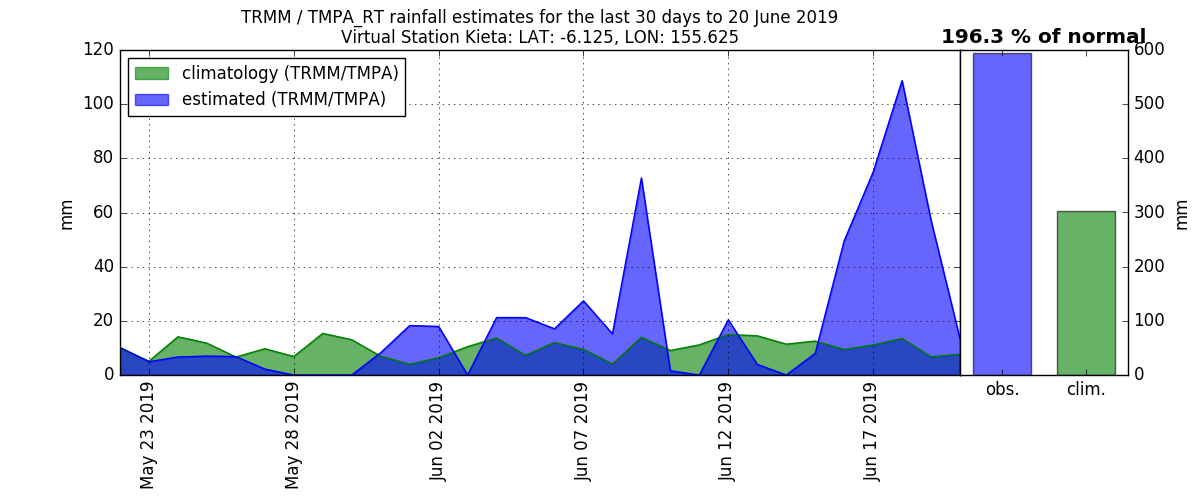 TRMM / TMPA_RT rainfall estimates for the last 30 days to 20 June 2019
Virtual Station Kieta: LAT: -6.125, LON: 155.625
196.3 % of normal
climatology (TRMM/TMPA)
estimated (TRMM/TMPA)
mm
120
100
80
60
40
20
0
May 23 2019
May 28 2019
Jun 02 2019
Jun 07 2019
Jun 12 2019
Jun 17 2019
600
500
400
300
200
100
0
mm
obs.
clim.